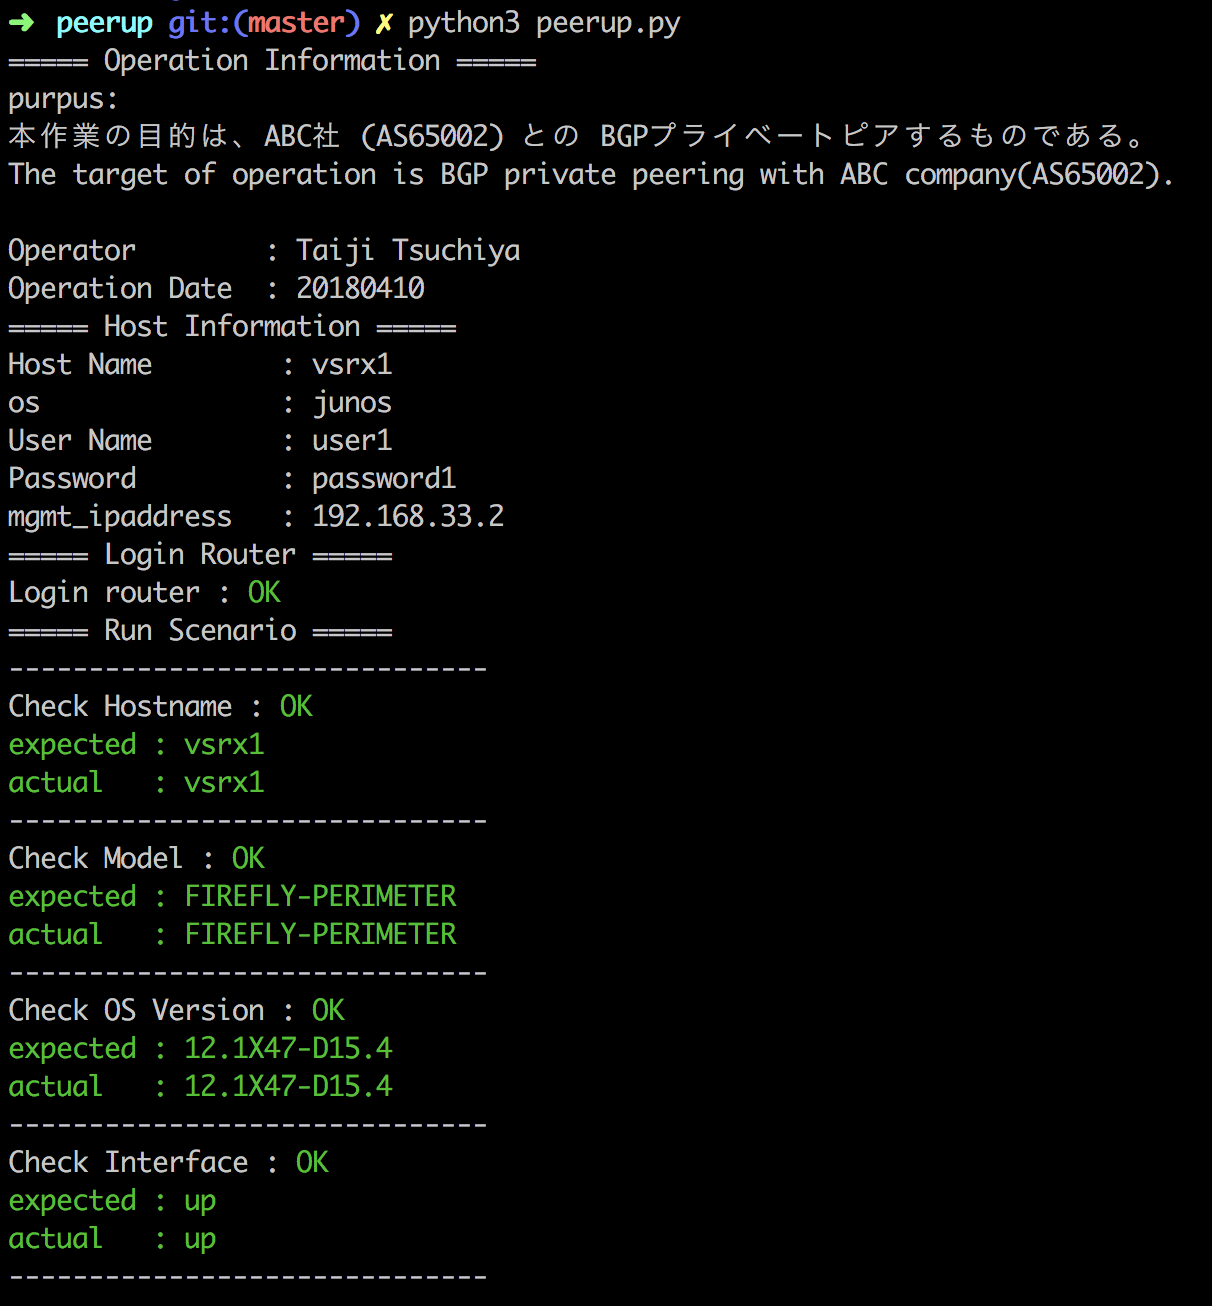 ➜ peerup git:(master) ✗ python3 peerup.py
===== Operation Information =====
purpus:
本作業の目的は、ABC社 (AS65002) との BGPプライベートピアするものである。
The target of operation is BGP private peering with ABC company(AS65002).
Operator        : Taiji Tsuchiya
Operation Date  : 20180410
===== Host Information =====
Host Name        : vsrx1
os               : junos
User Name        : user1
Password         : password1
mgmt_ipaddress   : 192.168.33.2
===== Login Router =====
Login router : OK
===== Run Scenario =====
------------------------------
Check Hostname : OK
expected : vsrx1
actual   : vsrx1
------------------------------
Check Model : OK
expected : FIREFLY-PERIMETER
actual   : FIREFLY-PERIMETER
------------------------------
Check OS Version : OK
expected : 12.1X47-D15.4
actual   : 12.1X47-D15.4
------------------------------
Check Interface : OK
expected : up
actual   : up
------------------------------